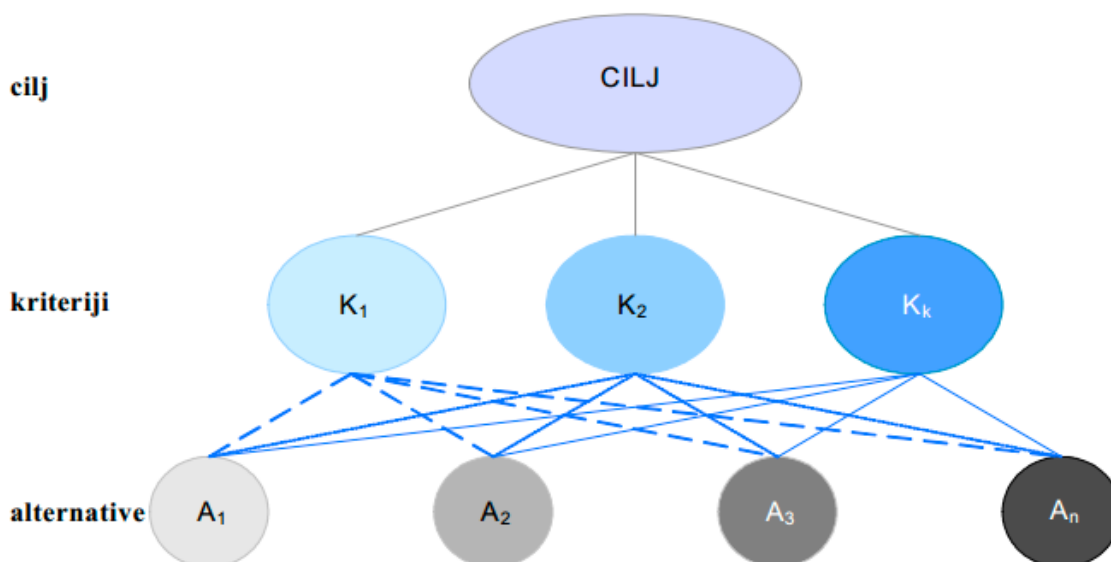 cilj
CILJ
kriteriji
K₁
K₂
Kₖ
alternative
A₁
A₂
A₃
Aₙ